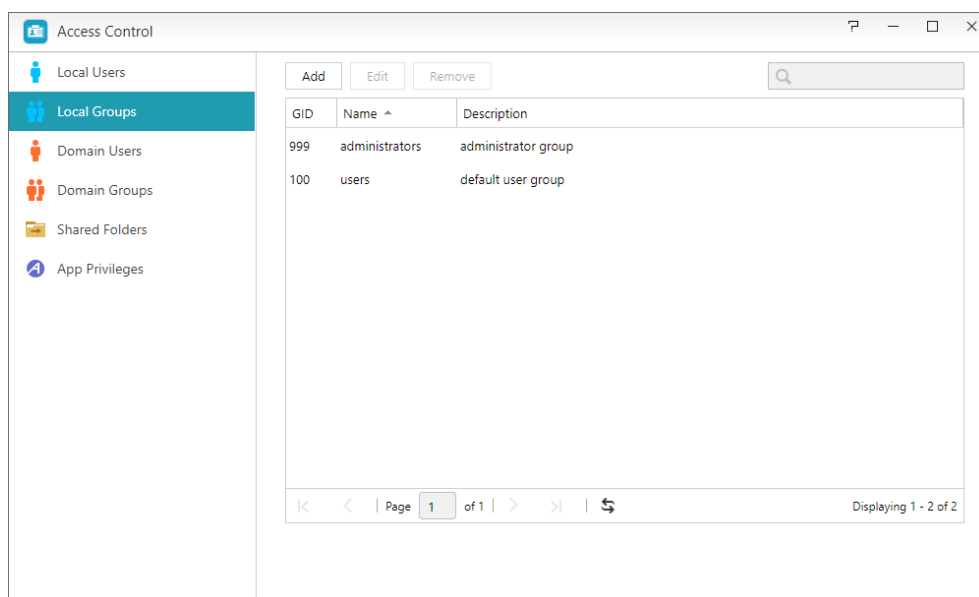 Access Control
Local Users
Local Groups
Domain Users
Domain Groups
Shared Folders
App Privileges
Add Edit Remove
GID Name Description
999 administrators administrator group
100 users default user group
Page 1 of 1
Displaying 1 - 2 of 2